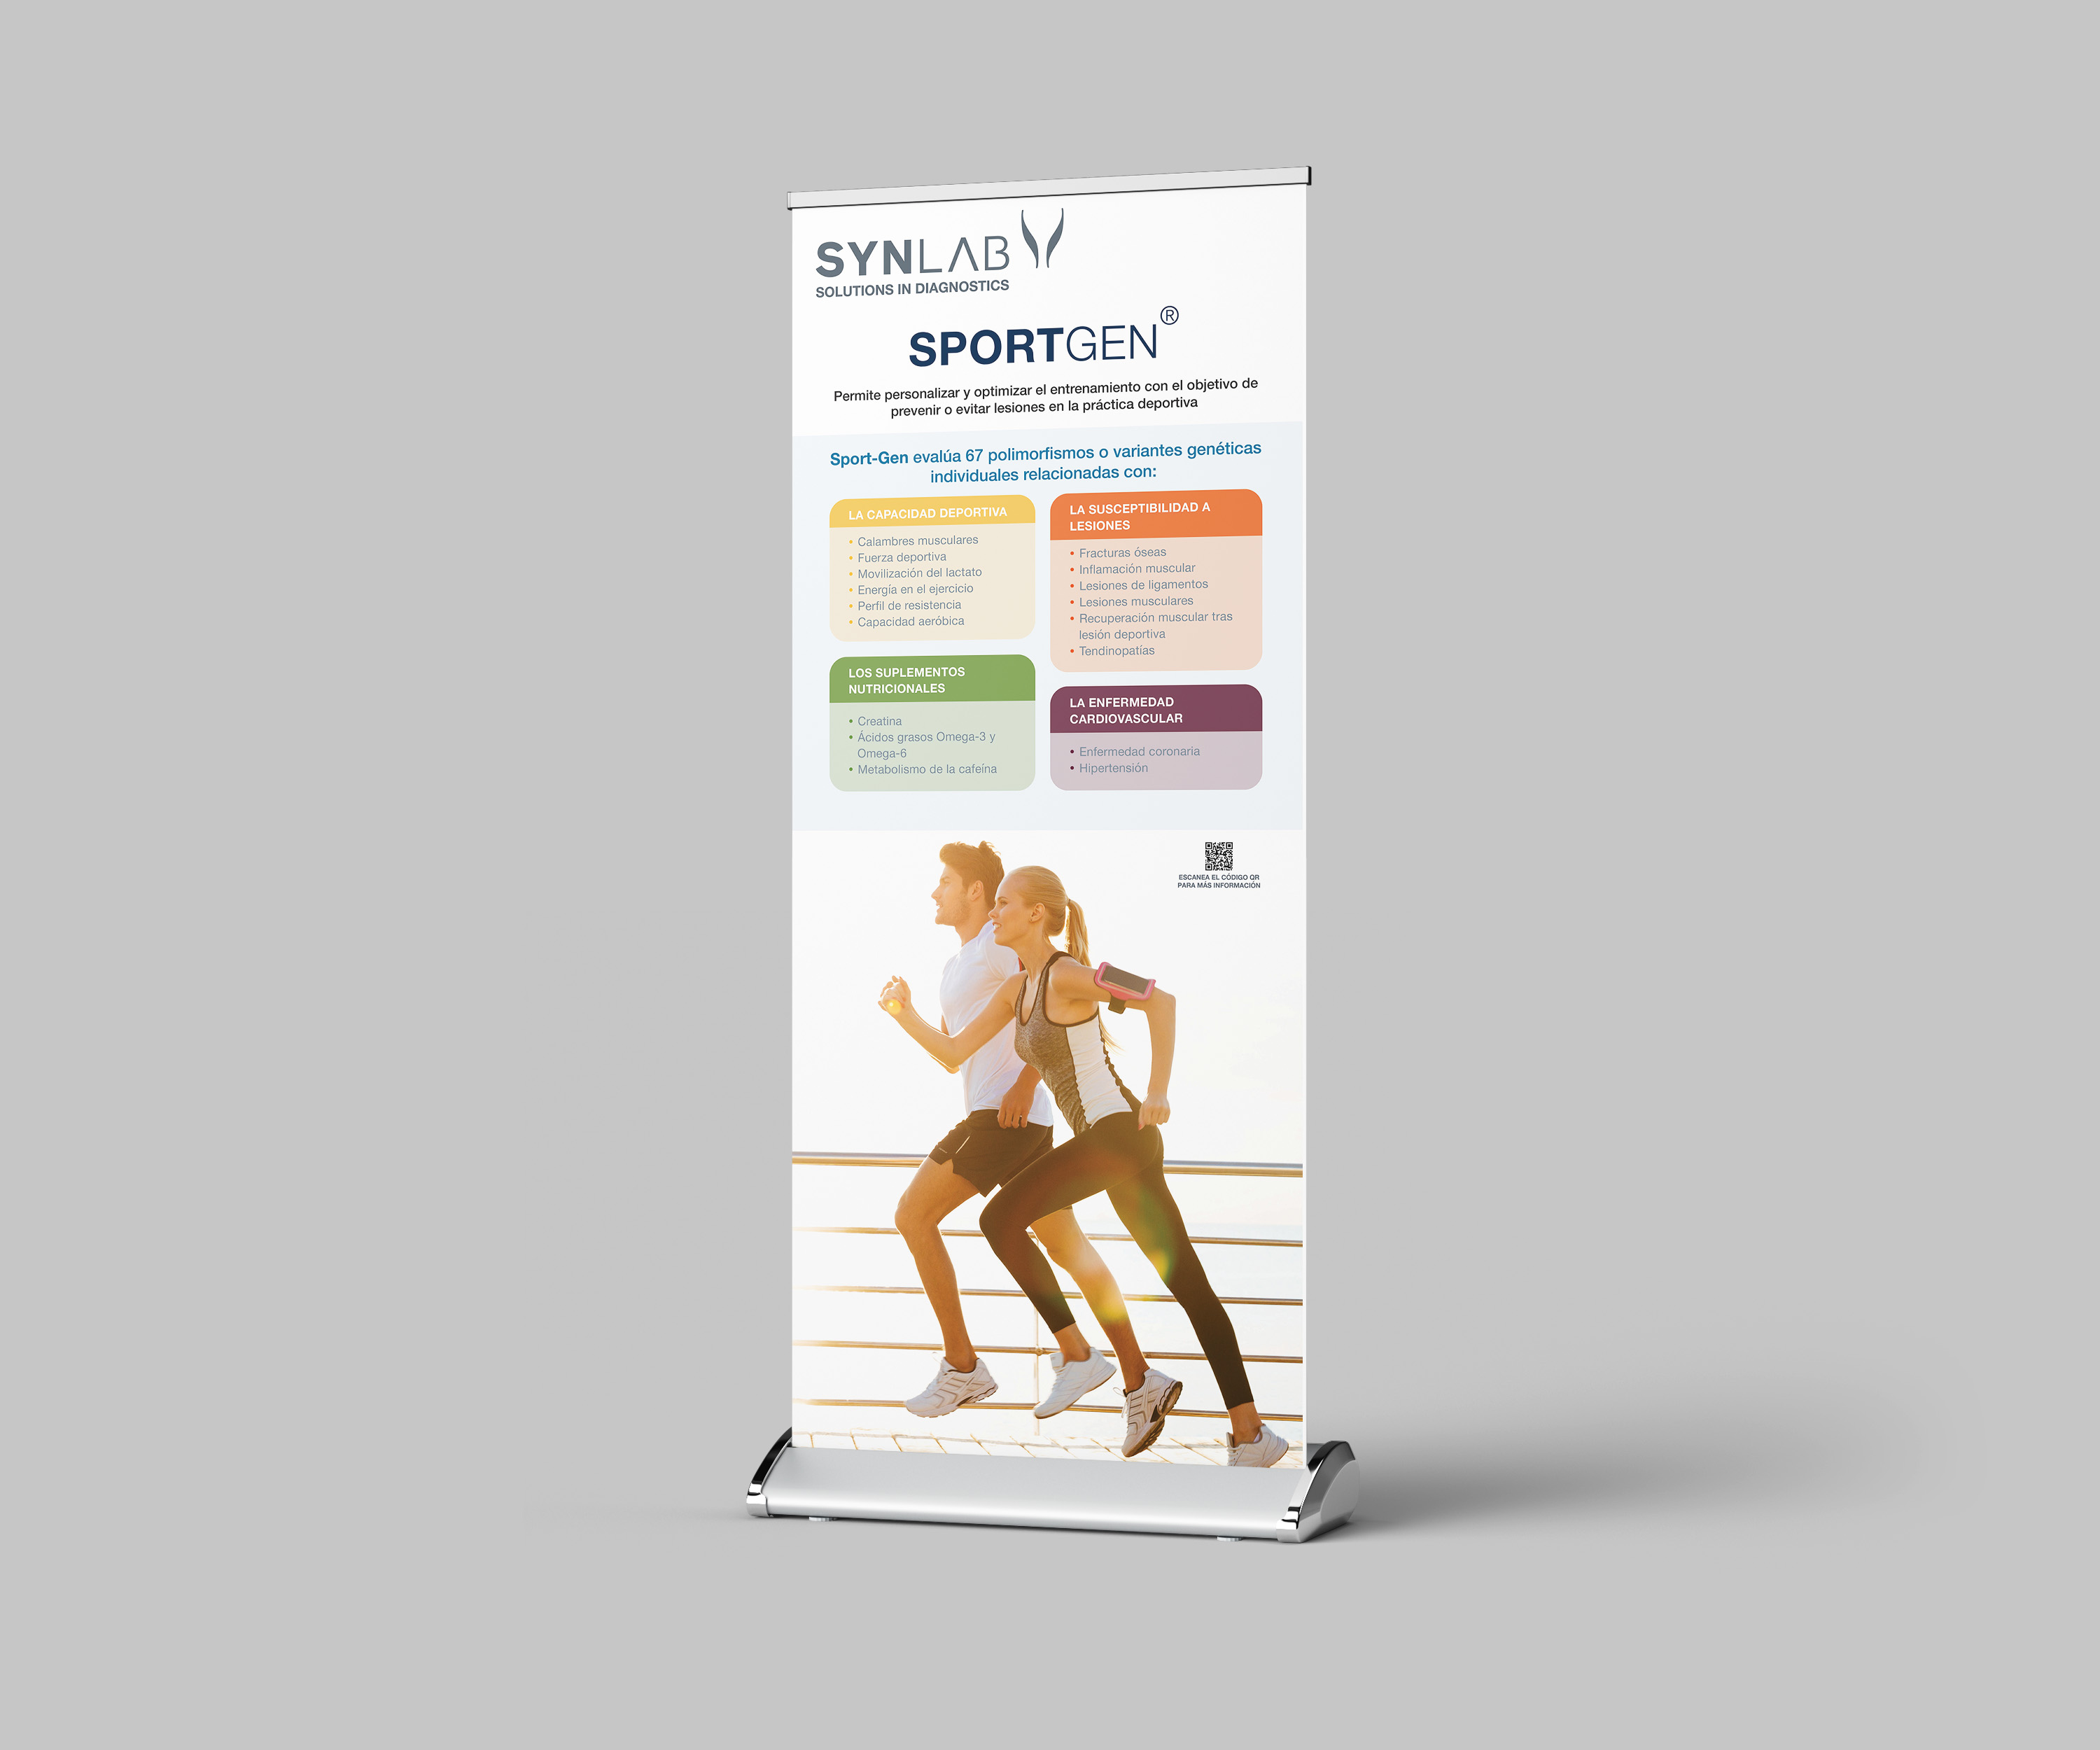 SYNLAB
SOLUTIONS IN DIAGNOSTICS
SPORTGEN®
Permite personalizar y optimizar el entrenamiento con el objetivo de
prevenir o evitar lesiones en la práctica deportiva
Sport-Gen evalúa 67 polimorfismos o variantes genéticas
individuales relacionadas con:
LA CAPACIDAD DEPORTIVA
• Calambres musculares
• Fuerza deportiva
• Movilización del lactato
• Energía en el ejercicio
• Perfil de resistencia
• Capacidad aeróbica
LA SUSCEPTIBILIDAD A
LESIONES
• Fracturas óseas
• Inflamación muscular
• Lesiones de ligamentos
• Lesiones musculares
• Recuperación muscular tras
lesión deportiva
• Tendinopatías
LOS SUPLEMENTOS
NUTRICIONALES
• Creatina
• Ácidos grasos Omega-3 y
Omega-6
• Metabolismo de la cafeína
LA ENFERMEDAD
CARDIOVASCULAR
• Enfermedad coronaria
• Hipertensión
ESCANEA EL CÓDIGO QR
PARA MÁS INFORMACIÓN